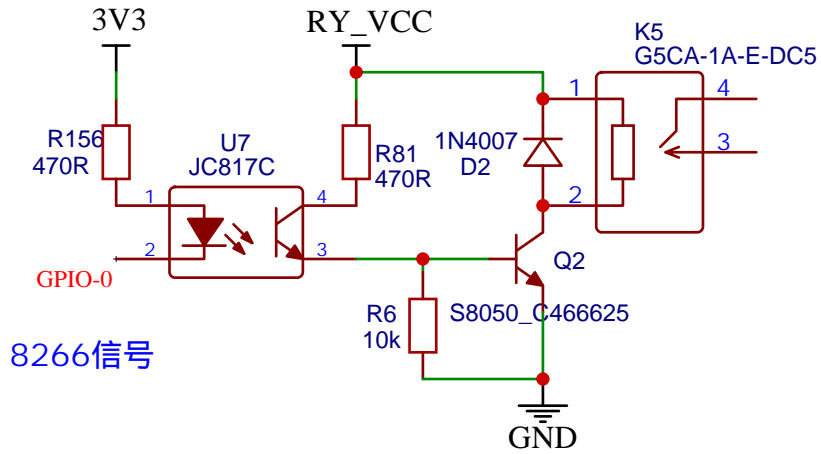 3V3
RY_VCC
K5
G5CA-1A-E-DC5
1
4
R156
470R
U7
JC817C
R81
470R
1N4007
D2
3
1
4
2
2
3
GPIO-0
Q2
R6
10k
S8050_C466625
8266信号
GND